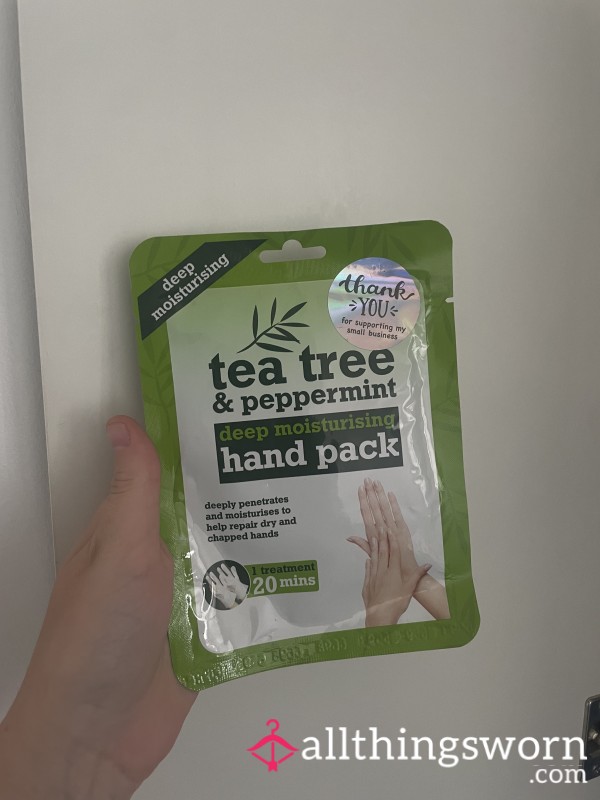 deep
moisturising
thank
YOU
for supporting my
small business
tea tree
& peppermint
deep moisturising
hand pack
deeply penetrates
and moisturises to
help repair dry and
chapped hands
1 treatment
20 mins
allthingsworn
.com